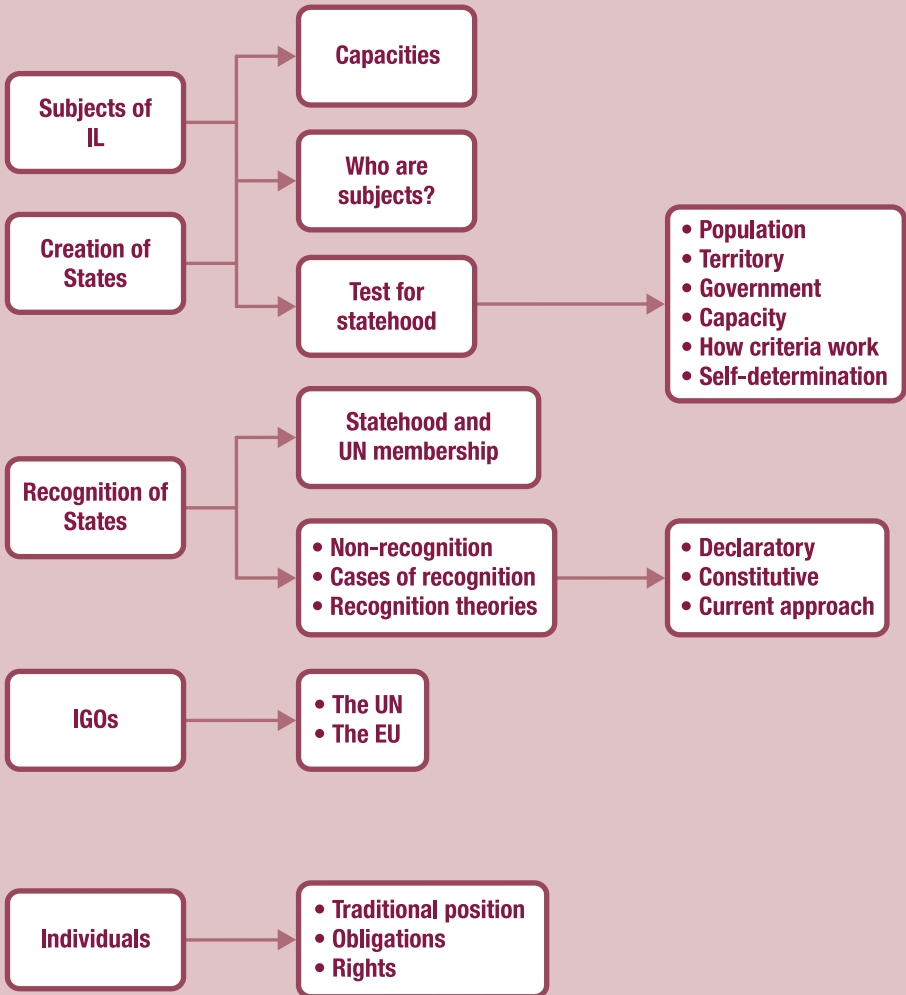 Capacities
Subjects of
IL
Who are
subjects?
Creation of
States
Test for
statehood
• Population
• Territory
• Government
• Capacity
• How criteria work
• Self-determination
Statehood and
UN membership
Recognition of
States
• Non-recognition
• Cases of recognition
• Recognition theories
• Declaratory
• Constitutive
• Current approach
IGOs
• The UN
• The EU
Individuals
• Traditional position
• Obligations
• Rights